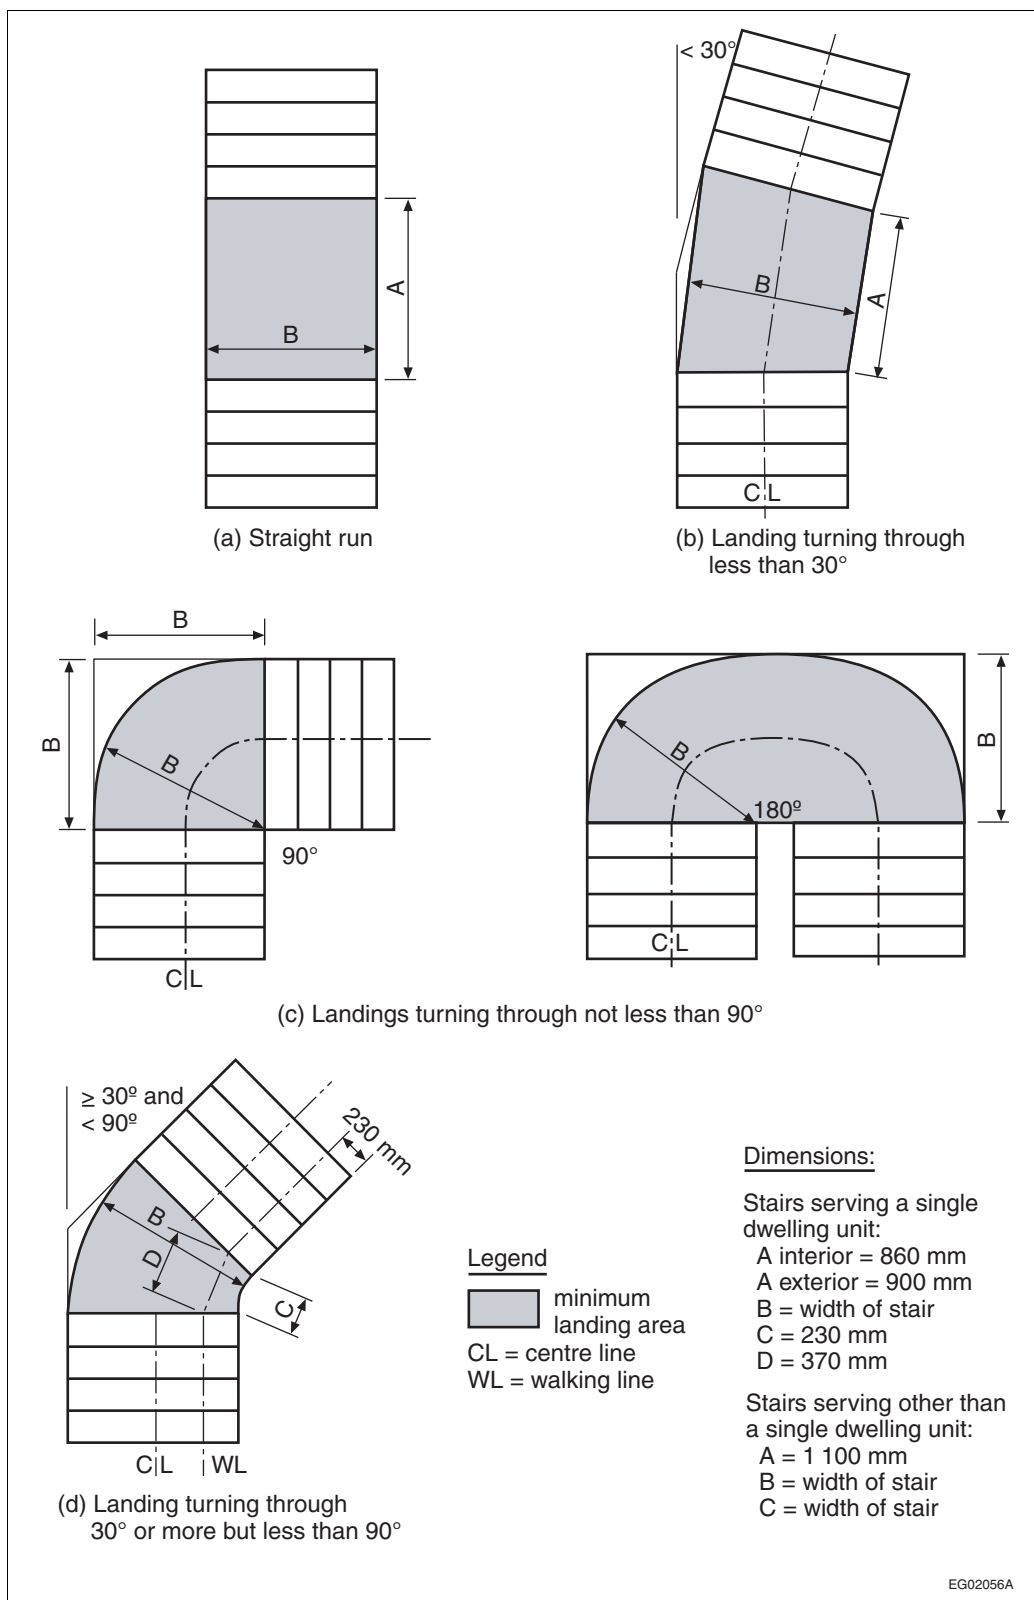 < 30°
A
B
B
A
C L
(a) Straight run
(b) Landing turning through
less than 30°
B
B
B
90°
C L
B
180º
B
C L
(c) Landings turning through not less than 90°
≥ 30º and
< 90º
230 mm
B
D
C
C L
WL
(d) Landing turning through
30° or more but less than 90°
Legend
minimum
landing area
CL = centre line
WL = walking line
Dimensions:
Stairs serving a single
dwelling unit:
A interior = 860 mm
A exterior = 900 mm
B = width of stair
C = 230 mm
D = 370 mm
Stairs serving other than
a single dwelling unit:
A = 1 100 mm
B = width of stair
C = width of stair
EG02056A